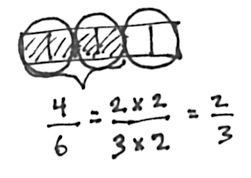 4/6 = 2 × 2 / 3 × 2 = 2/3